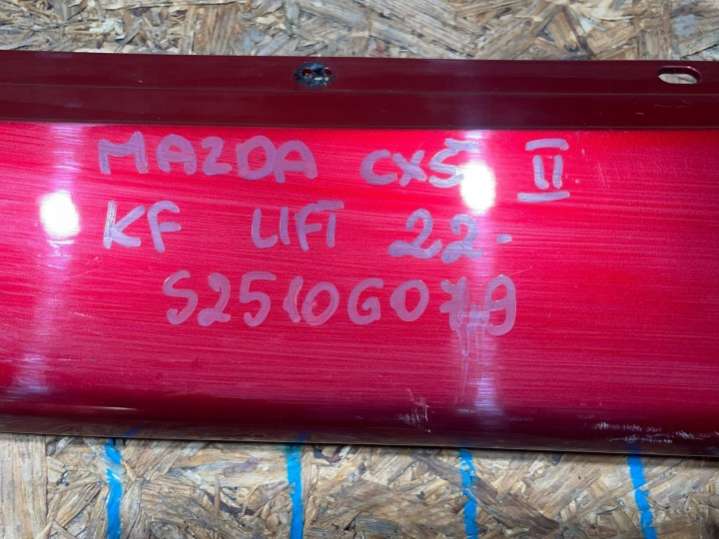 MAZDA CX5 II
KF LIFT 22-
S2510G079